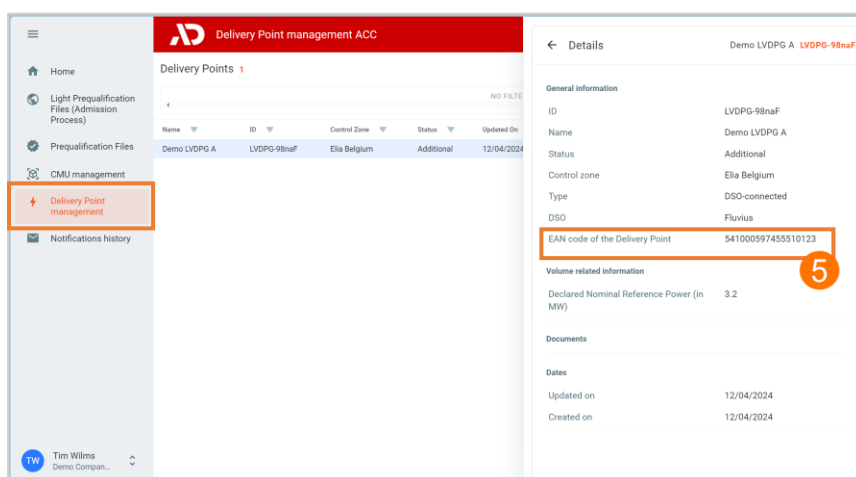 Delivery Point management ACC
Home
Light Prequalification
Files (Admission
Process)
Prequalification Files
CMU management
Delivery Point
management
Notifications history
TW
Tim Wilms
Demo Compan...
Delivery Points 1
NO FILTE
Name ID Control Zone Status Updated On
Demo LVDPG A LVDPG-98naF Elia Belgium Additional 12/04/2024
Details Demo LVDPG A LVDPG-98naF
General information
ID LVDPG-98naF
Name Demo LVDPG A
Status Additional
Control zone Elia Belgium
Type DSO-connected
DSO Fluvius
EAN code of the Delivery Point 541000597455510123
5
Volume related information
Declared Nominal Reference Power (in 3.2
MW)
Documents
Dates
Updated on 12/04/2024
Created on 12/04/2024